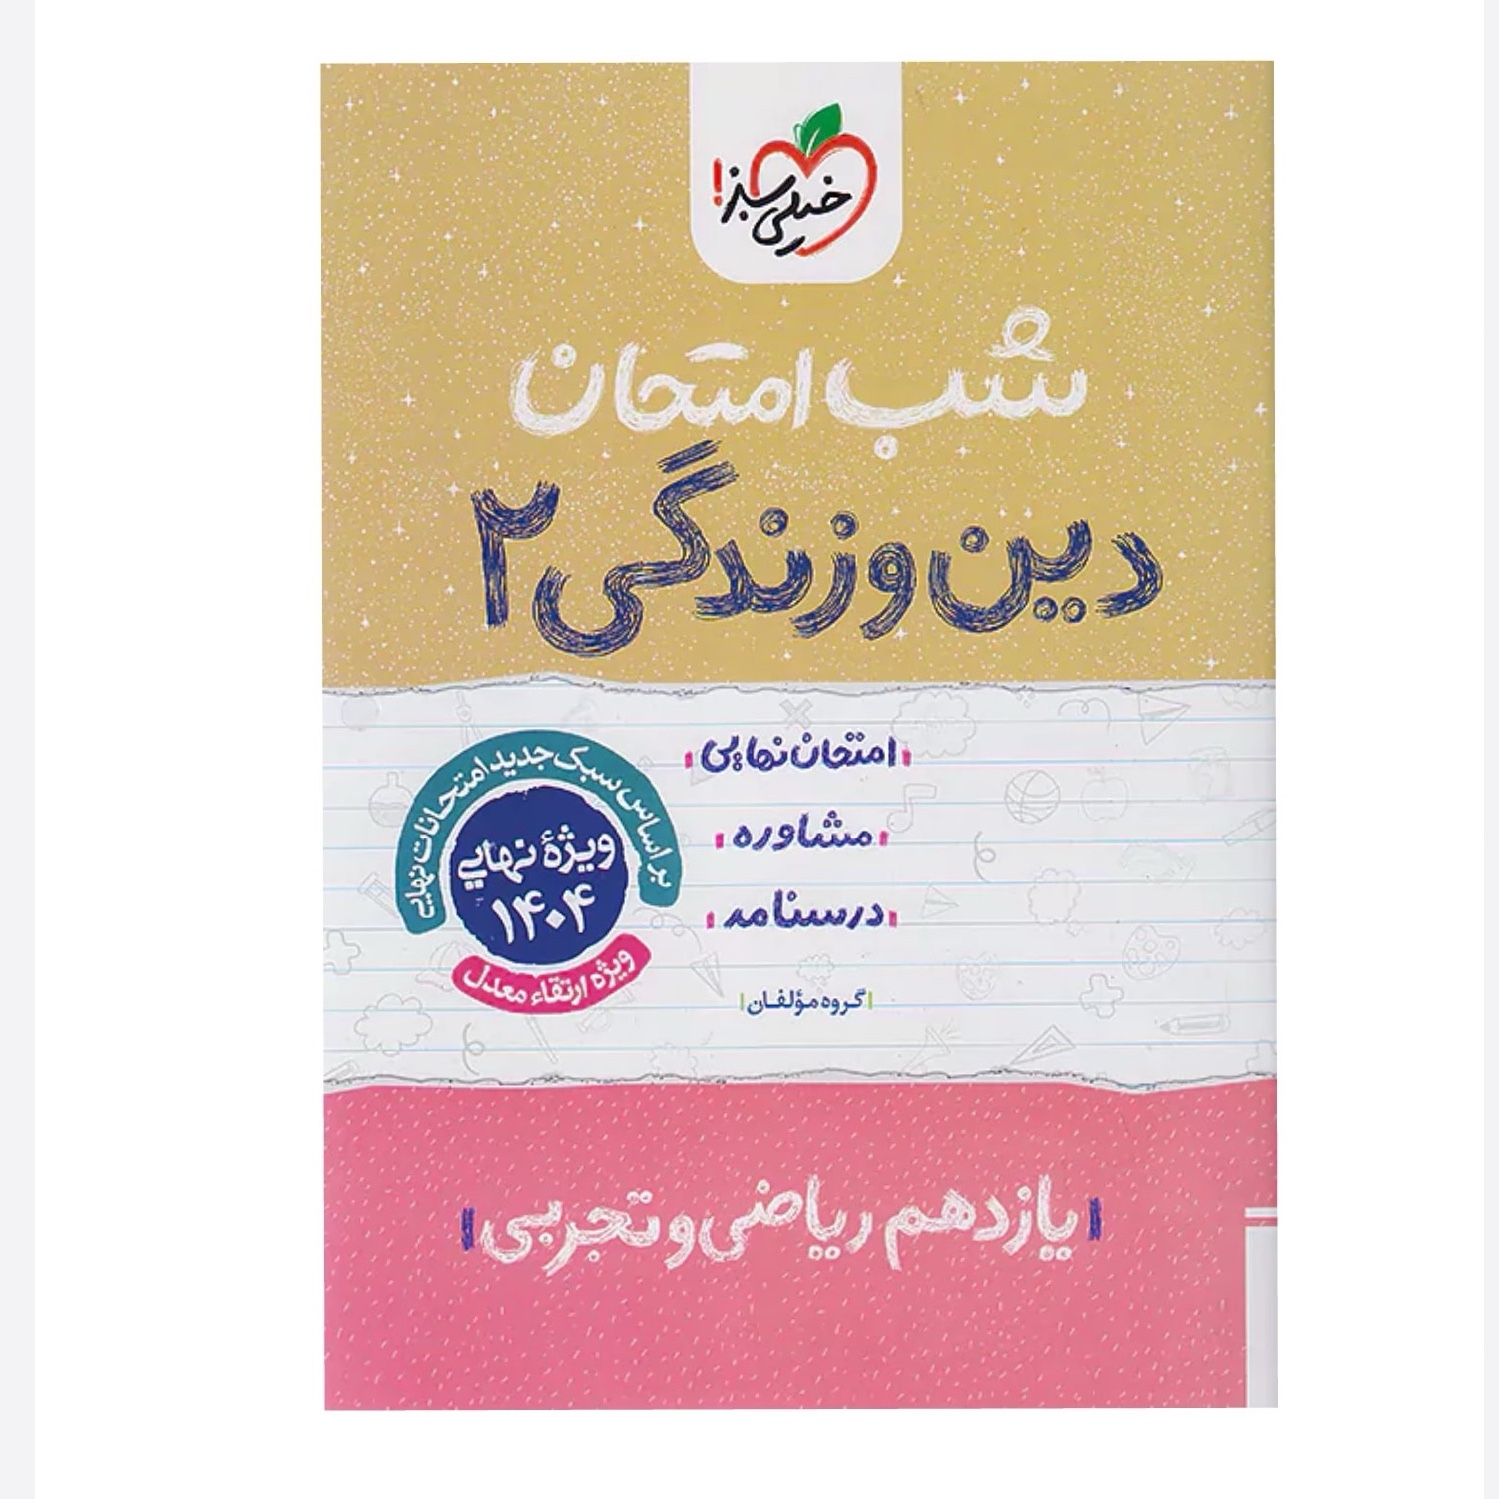 خیلی سبز!
شب امتحان
دین و زندگی ۲
امتحان نهایی
مشاوره
درسنامه
گروه مؤلفان
بر اساس سبک جدید امتحانات نهایی
ویژهٔ نهایی
۱۴۰۴
ویژه ارتقاء معدل
یازدهم ریاضی و تجربی